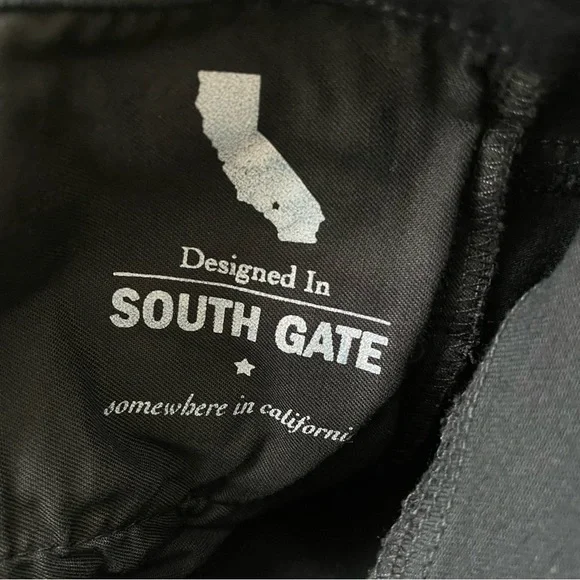 Designed In
SOUTH GATE
somewhere in californi